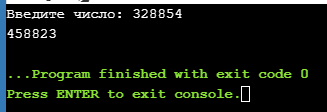 Введите число: 328854
458823
...Program finished with exit code 0
Press ENTER to exit console.